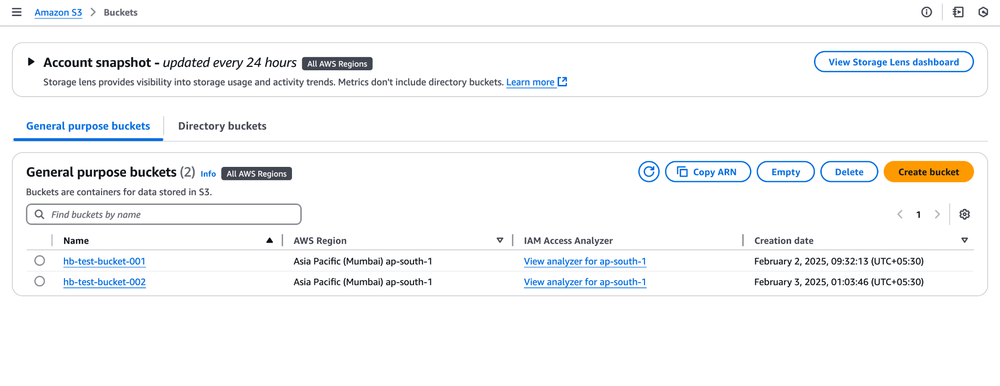 Amazon S3 > Buckets
Account snapshot - updated every 24 hours All AWS Regions
View Storage Lens dashboard
Storage lens provides visibility into storage usage and activity trends. Metrics don't include directory buckets. Learn more
General purpose buckets Directory buckets
General purpose buckets (2) Info All AWS Regions
Copy ARN Empty Delete Create bucket
Buckets are containers for data stored in S3.
Find buckets by name
1
Name AWS Region IAM Access Analyzer Creation date
hb-test-bucket-001 Asia Pacific (Mumbai) ap-south-1 View analyzer for ap-south-1 February 2, 2025, 09:32:13 (UTC+05:30)
hb-test-bucket-002 Asia Pacific (Mumbai) ap-south-1 View analyzer for ap-south-1 February 3, 2025, 01:03:46 (UTC+05:30)